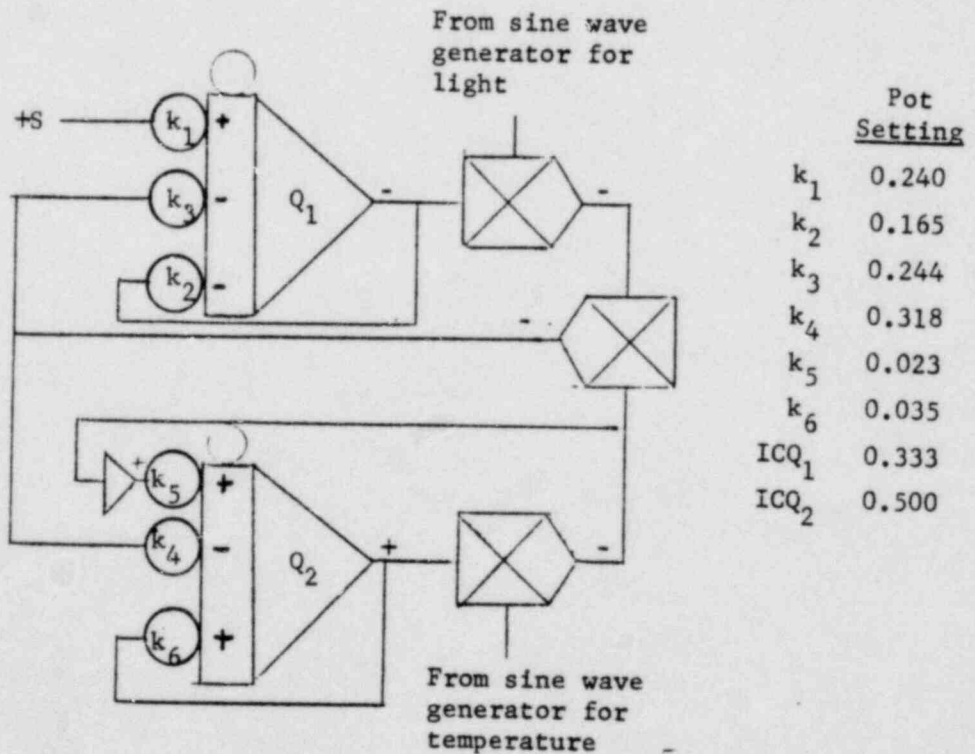 From sine wave
generator for
light
+S
k1
+
k3
-
k2
-
Q1
-
-
-
+
k5
+
k4
-
k6
+
Q2
+
-
From sine wave
generator for
temperature
Pot
Setting
k1 0.240
k2 0.165
k3 0.244
k4 0.318
k5 0.023
k6 0.035
ICQ1 0.333
ICQ2 0.500